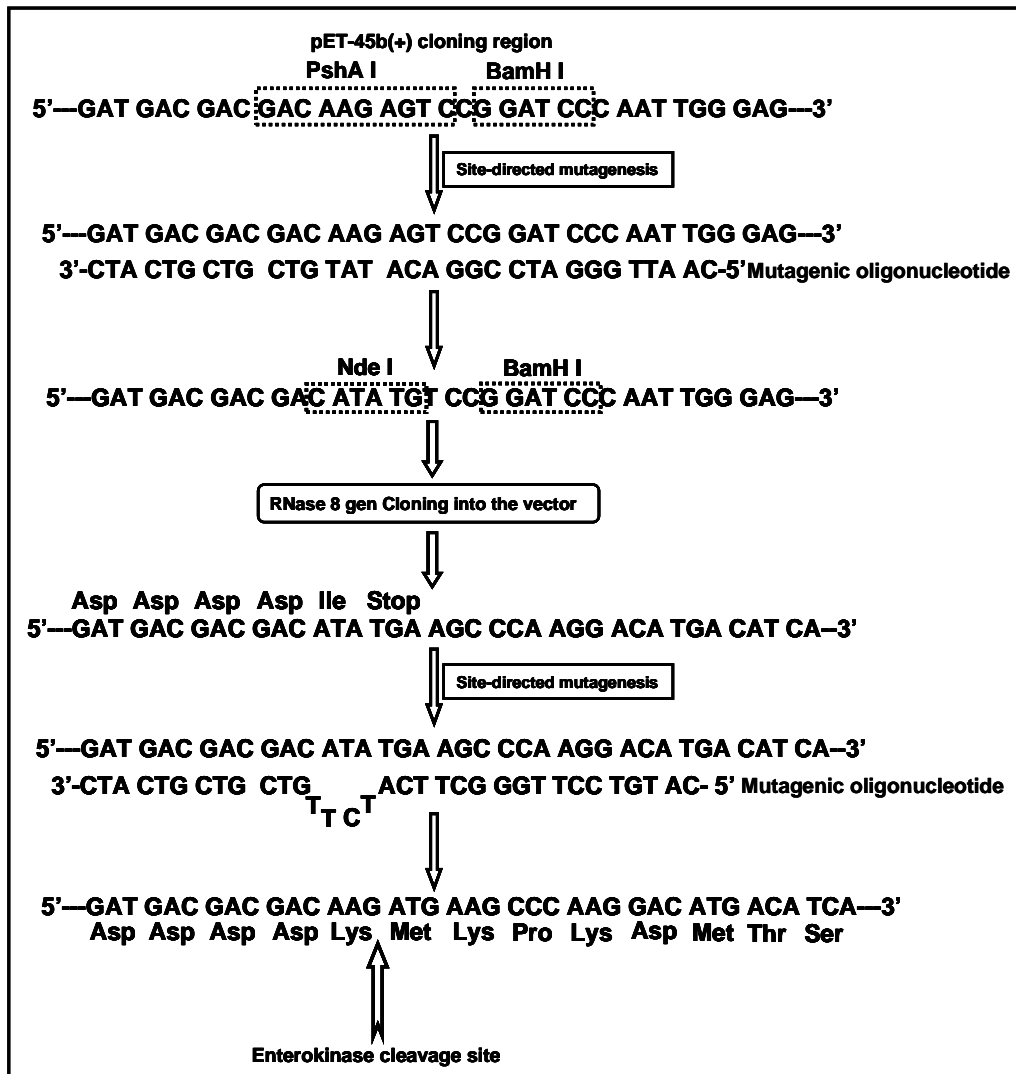 pET-45b(+) cloning region
PshA I BamH I
5’---GAT GAC GAC GAC AAG AGT CCG GAT CCC AAT TGG GAG---3’
Site-directed mutagenesis
5’---GAT GAC GAC GAC AAG AGT CCG GAT CCC AAT TGG GAG---3’
3’-CTA CTG CTG CTG TAT ACA GGC CTA GGG TTA AC-5’ Mutagenic oligonucleotide
Nde I BamH I
5’---GAT GAC GAC GAC ATA TGT CCG GAT CCC AAT TGG GAG---3’
RNase 8 gen Cloning into the vector
Asp Asp Asp Asp Ile Stop
5’---GAT GAC GAC GAC ATA TGA AGC CCA AGG ACA TGA CAT CA--3’
Site-directed mutagenesis
5’---GAT GAC GAC GAC ATA TGA AGC CCA AGG ACA TGA CAT CA--3’
3’-CTA CTG CTG CTG TTCT ACT TCG GGT TCC TGT AC- 5’ Mutagenic oligonucleotide
5’---GAT GAC GAC GAC AAG ATG AAG CCC AAG GAC ATG ACA TCA---3’
Asp Asp Asp Asp Lys Met Lys Pro Lys Asp Met Thr Ser
Enterokinase cleavage site